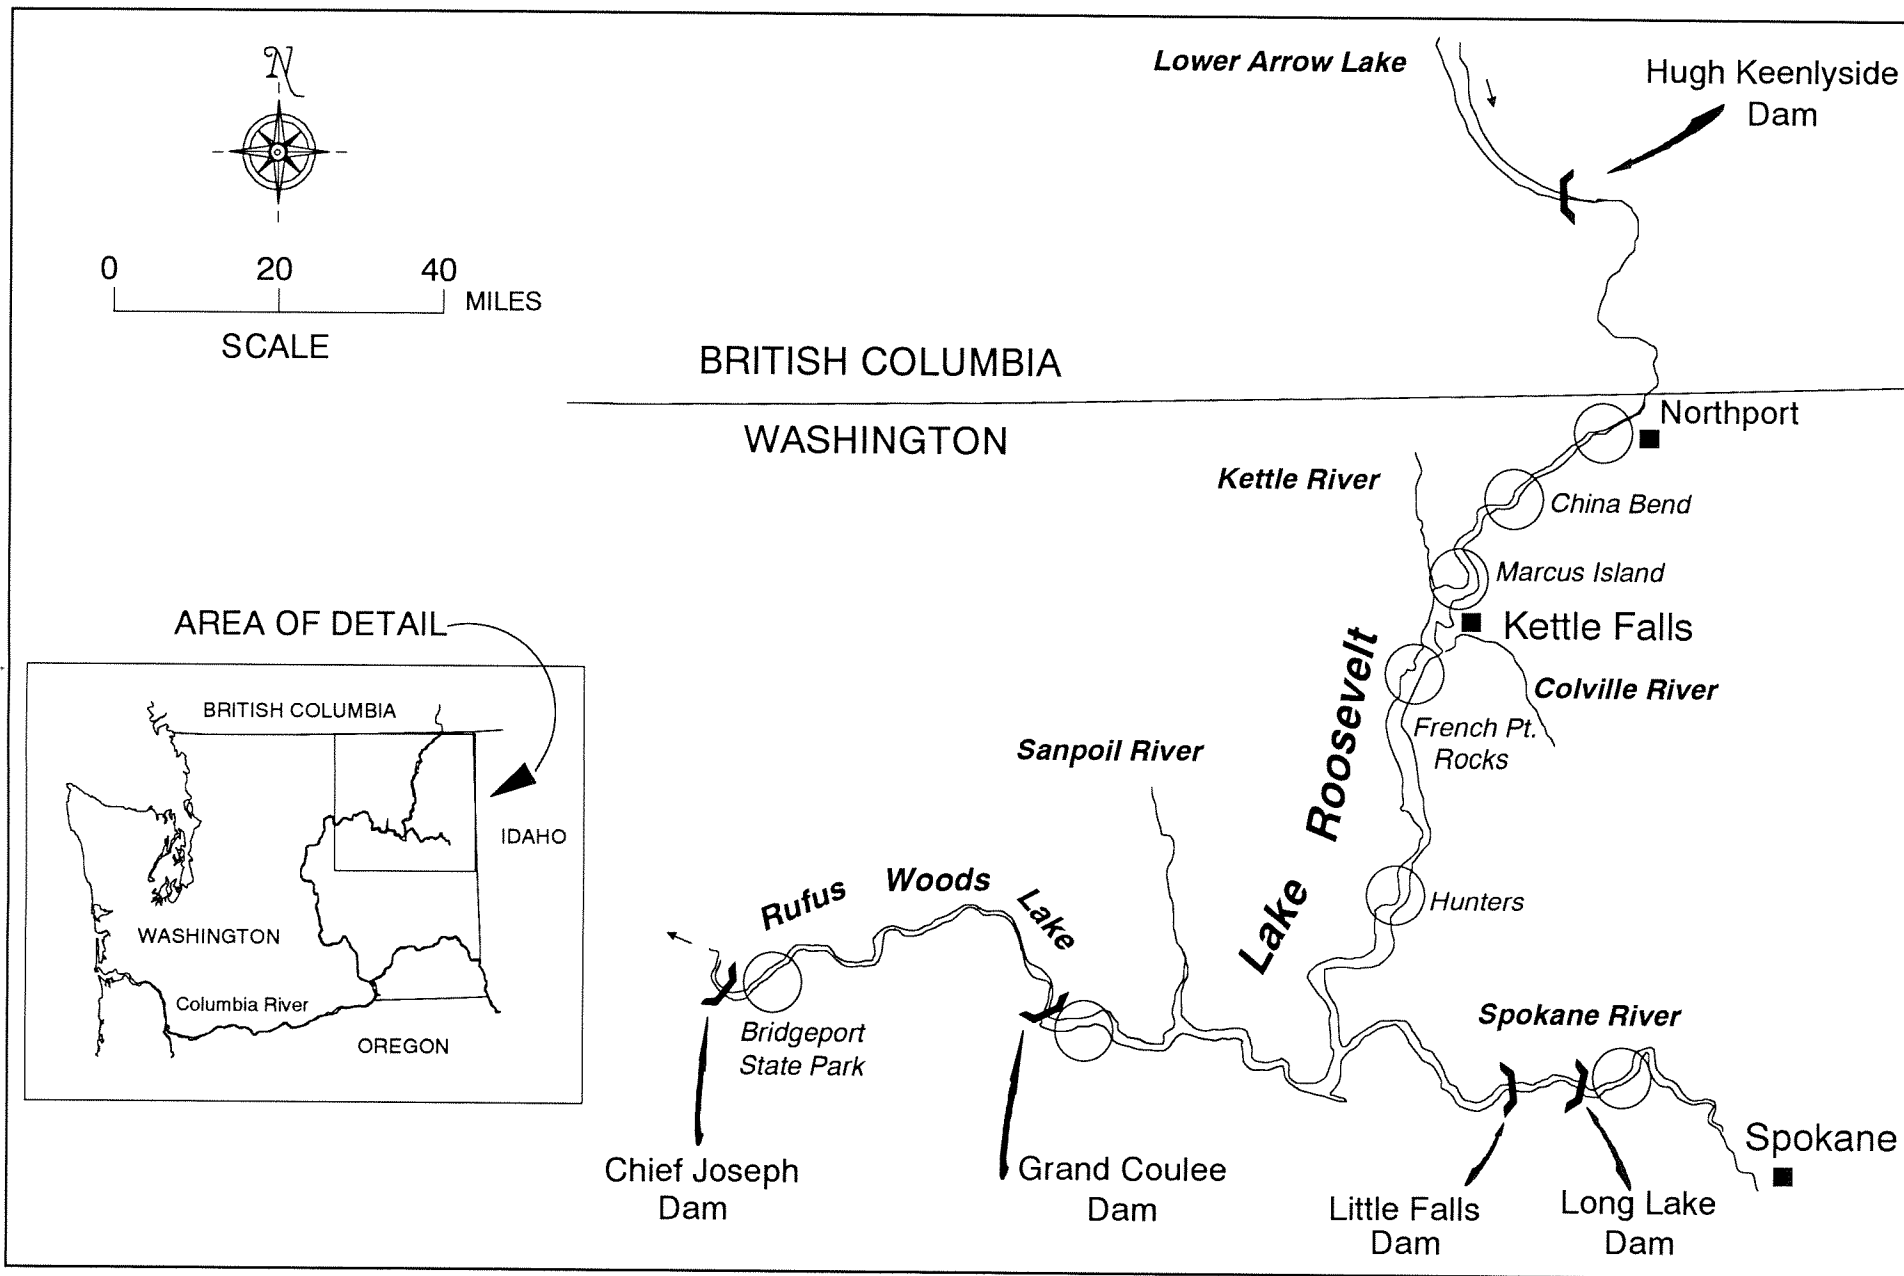 N
0 20 40
MILES
SCALE
Lower Arrow Lake
Hugh Keenlyside
Dam
BRITISH COLUMBIA
WASHINGTON
Northport
Kettle River
China Bend
Marcus Island
Kettle Falls
Colville River
French Pt.
Rocks
Lake Roosevelt
Sanpoil River
Hunters
Rufus Woods Lake
Bridgeport
State Park
Spokane River
Spokane
Chief Joseph
Dam
Grand Coulee
Dam
Little Falls
Dam
Long Lake
Dam
AREA OF DETAIL
BRITISH COLUMBIA
IDAHO
WASHINGTON
Columbia River
OREGON